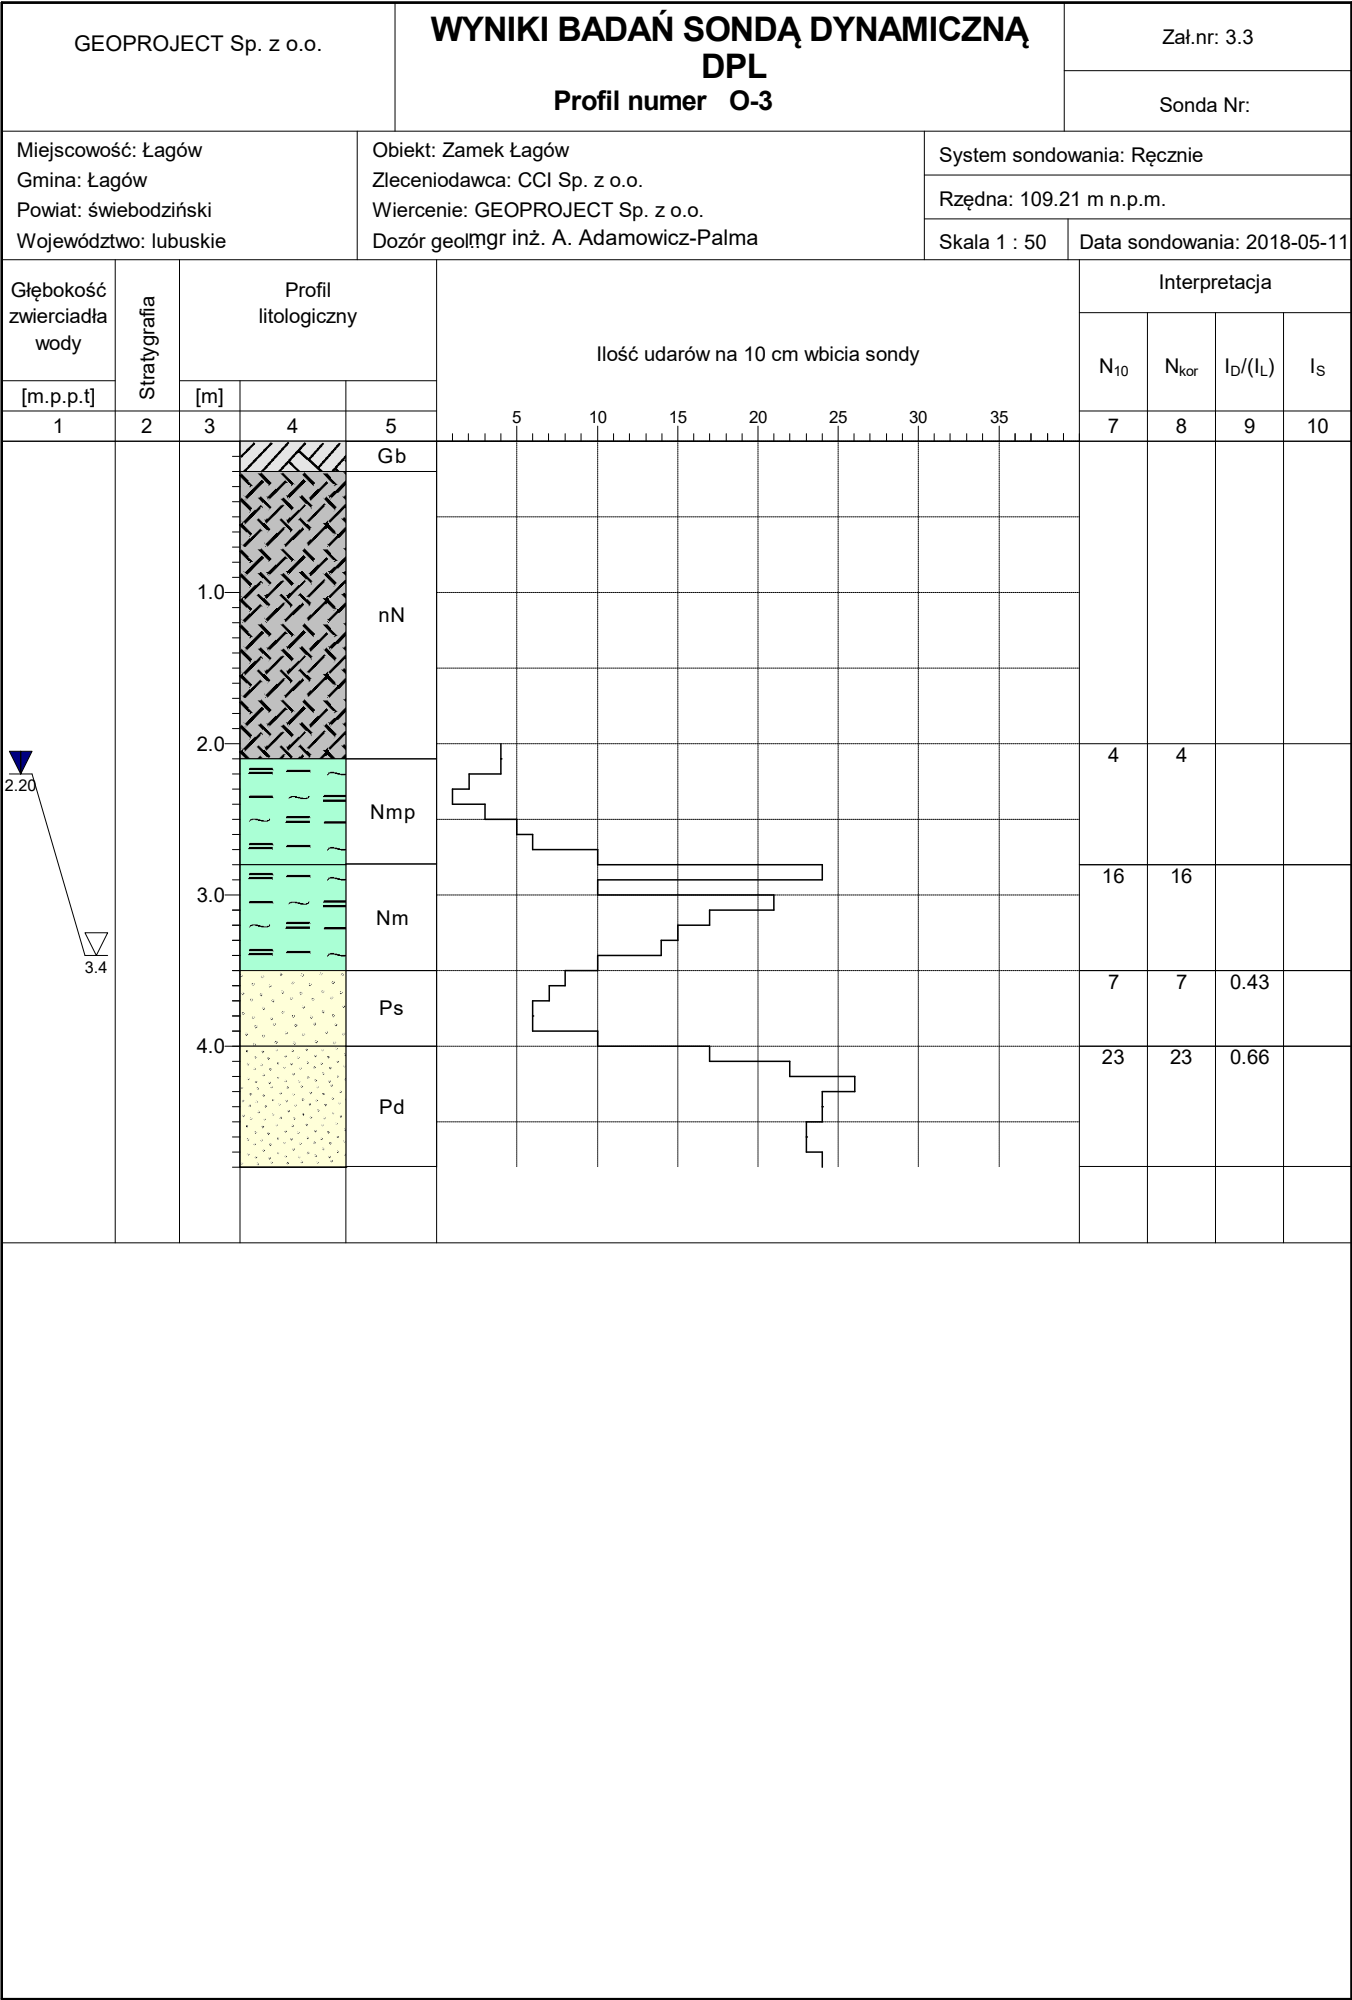 GEOPROJECT Sp. z o.o.
WYNIKI BADAŃ SONDĄ DYNAMICZNĄ
DPL
Profil numer O-3
Zał.nr: 3.3
Sonda Nr:
Miejscowość: Łagów
Gmina: Łagów
Powiat: świebodziński
Województwo: lubuskie
Obiekt: Zamek Łagów
Zleceniodawca: CCI Sp. z o.o.
Wiercenie: GEOPROJECT Sp. z o.o.
Dozór geol.: mgr inż. A. Adamowicz-Palma
System sondowania: Ręcznie
Rzędna: 109.21 m n.p.m.
Skala 1 : 50
Data sondowania: 2018-05-11
Głębokość
zwierciadła
wody
[m.p.p.t]
Stratygrafia
Profil
litologiczny
[m]
Ilość udarów na 10 cm wbicia sondy
Interpretacja
N10 Nkor ID/(IL) IS
5 10 15 20 25 30 35
1 2 3 4 5 7 8 9 10
Gb
1.0
nN
2.0
4 4
2.20
Nmp
16 16
3.0
Nm
3.4
7 7 0.43
Ps
4.0
23 23 0.66
Pd